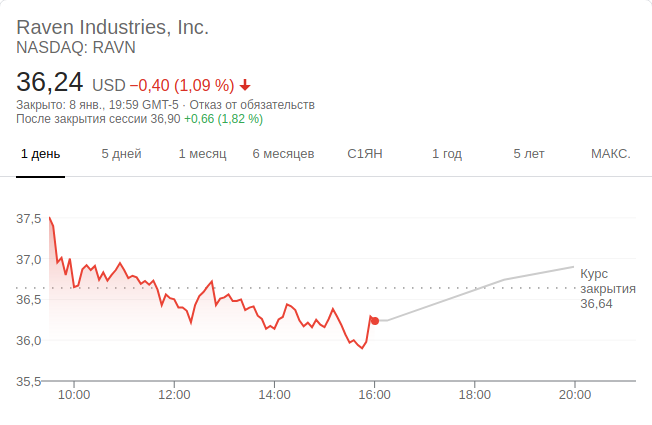 Raven Industries, Inc.
NASDAQ: RAVN
36,24 USD −0,40 (1,09 %)
Закрыто: 8 янв., 19:59 GMT-5 · Отказ от обязательств
После закрытия сессии 36,90 +0,66 (1,82 %)
1 день 5 дней 1 месяц 6 месяцев С1ЯН 1 год 5 лет МАКС.
37,5
37,0
36,5
36,0
35,5
Курс
закрытия
36,64
10:00 12:00 14:00 16:00 18:00 20:00